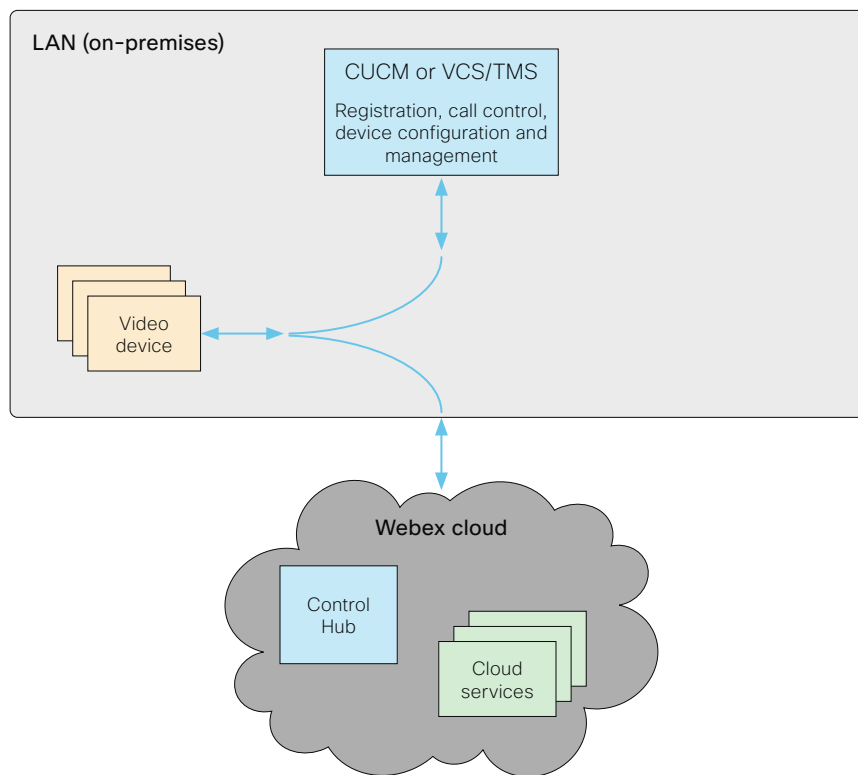 LAN (on-premises)
CUCM or VCS/TMS
Registration, call control,
device configuration and
management
Video
device
Webex cloud
Control
Hub
Cloud
services